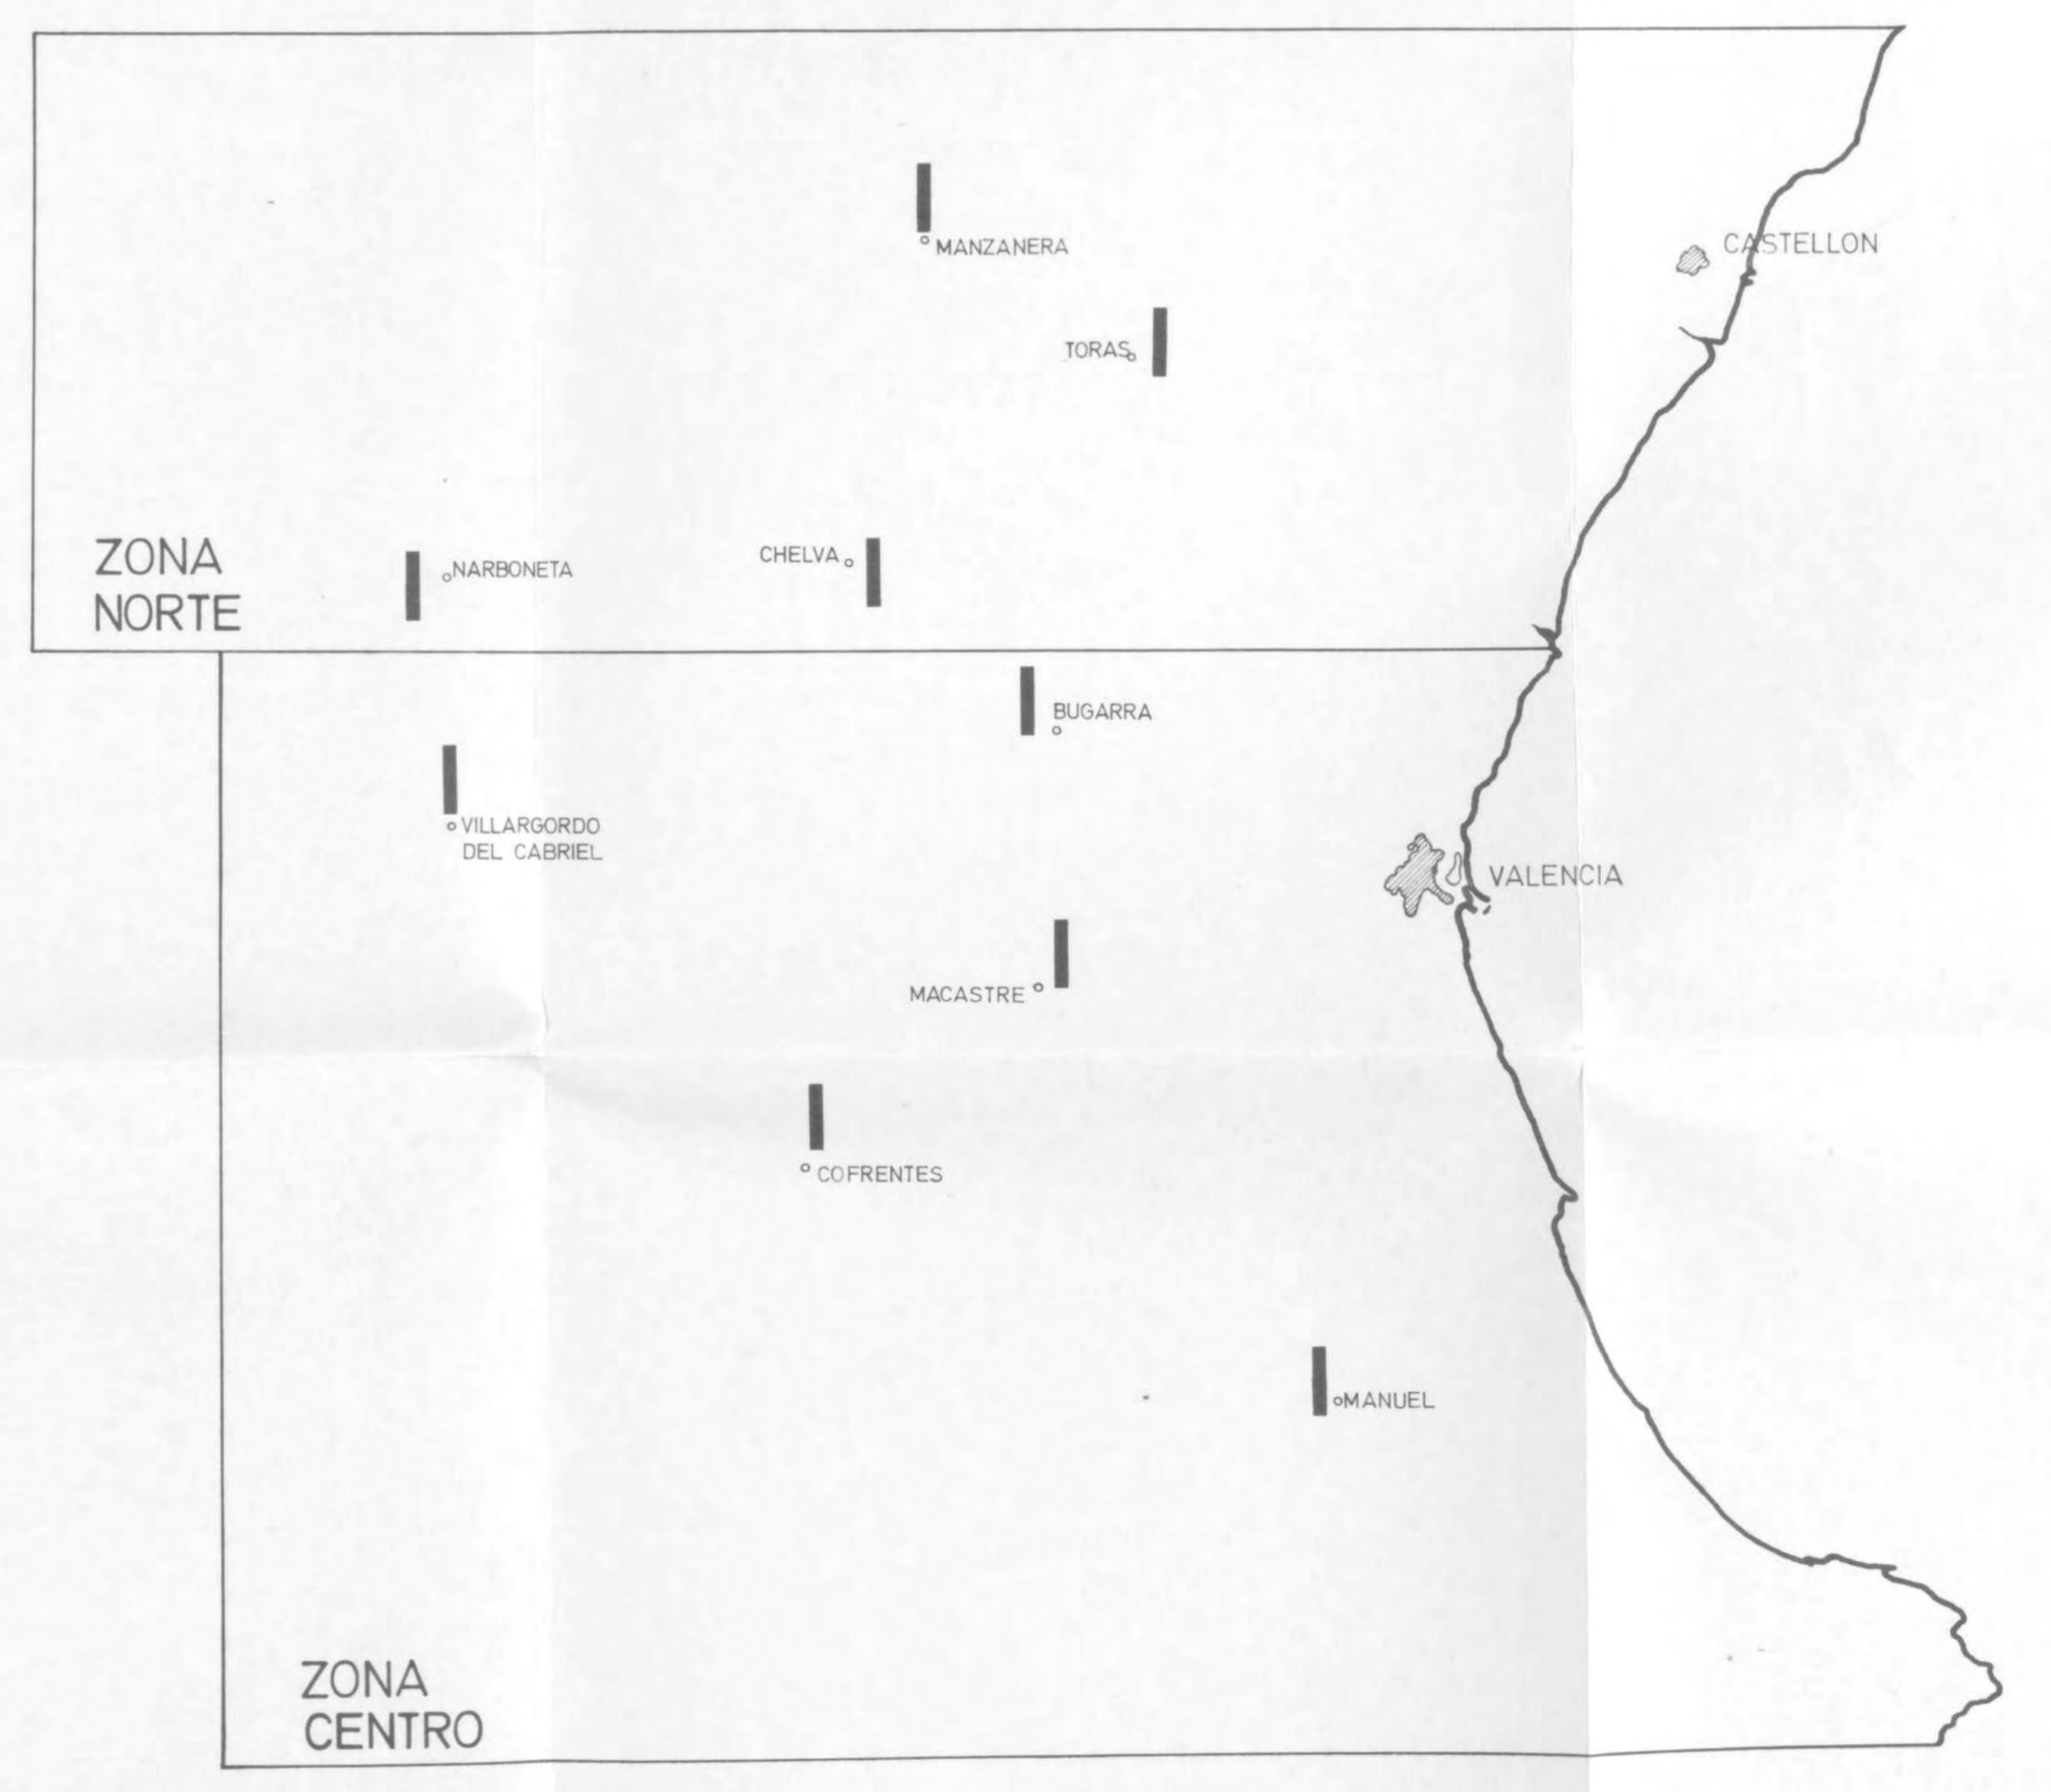 MANZANERA
CASTELLON
TORAS
ZONA
NORTE
NARBONETA
CHELVA
BUGARRA
VILLARGORDO
DEL CABRIEL
VALENCIA
MACASTRE
COFRENTES
MANUEL
ZONA
CENTRO